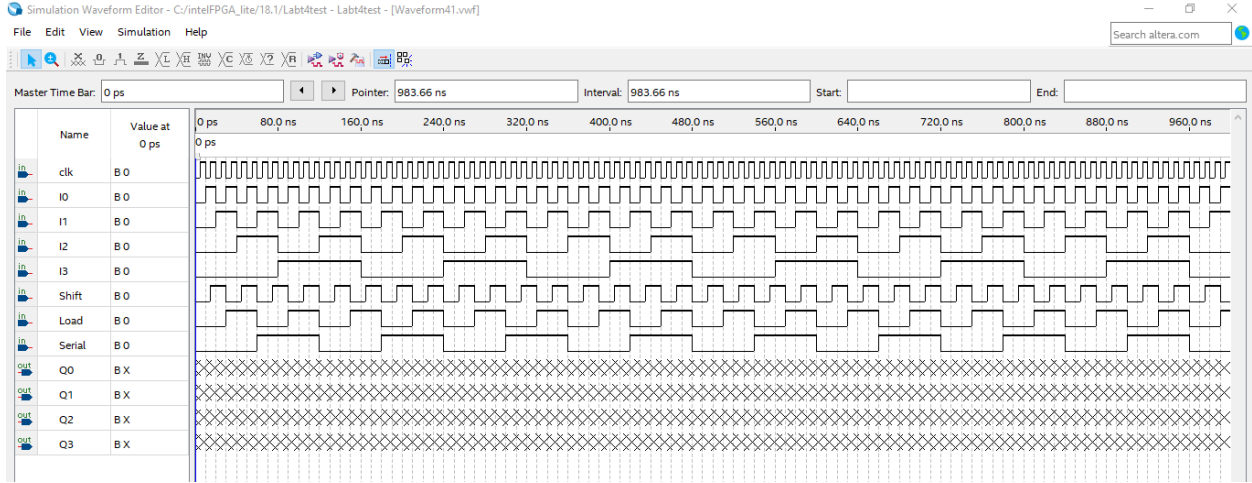 Simulation Waveform Editor - C:/intelFPGA_lite/18.1/Labt4test - Labt4test - [Waveform41.vwf]
File Edit View Simulation Help
Search altera.com
Master Time Bar: 0 ps Pointer: 983.66 ns Interval: 983.66 ns Start: End:
Name Value at 0 ps
0 ps 80.0 ns 160.0 ns 240.0 ns 320.0 ns 400.0 ns 480.0 ns 560.0 ns 640.0 ns 720.0 ns 800.0 ns 880.0 ns 960.0 ns
0 ps
in clk B 0
in I0 B 0
in I1 B 0
in I2 B 0
in I3 B 0
in Shift B 0
in Load B 0
in Serial B 0
out Q0 B X
out Q1 B X
out Q2 B X
out Q3 B X